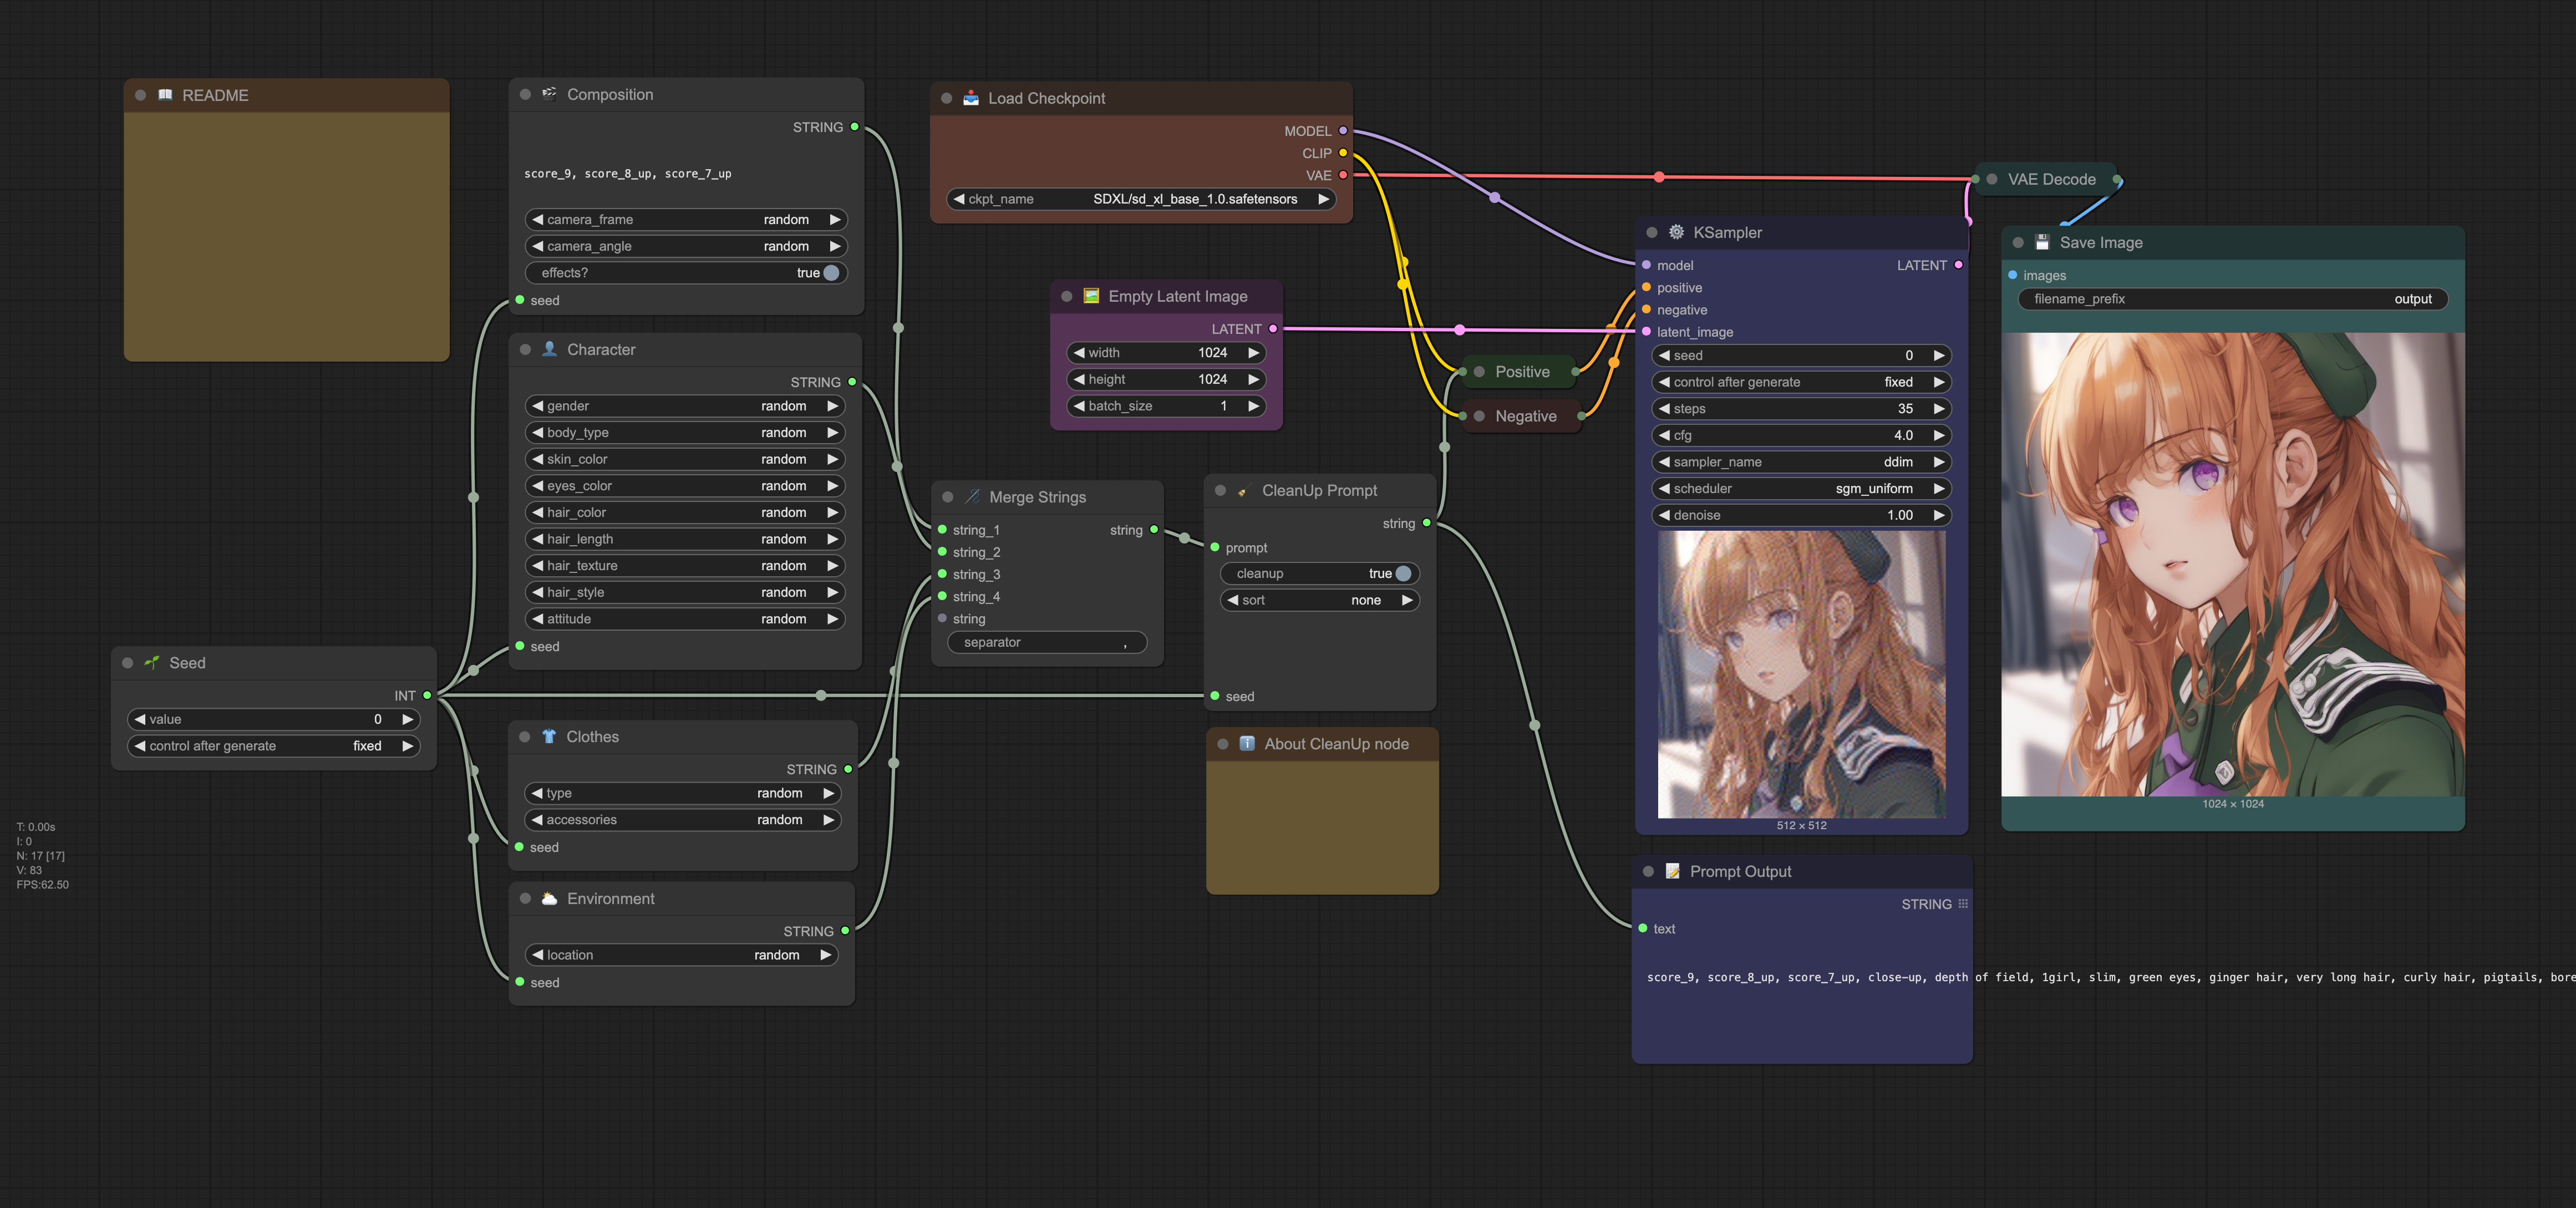 README
Composition
STRING
score_9, score_8_up, score_7_up
camera_frame random
camera_angle random
effects? true
seed
Character
STRING
gender random
body_type random
skin_color random
eyes_color random
hair_color random
hair_length random
hair_texture random
hair_style random
attitude random
seed
Seed
INT
value 0
control after generate fixed
Clothes
STRING
type random
accessories random
seed
Environment
STRING
location random
seed
T: 0.00s
I: 0
N: 17 [17]
V: 83
FPS:62.50
Load Checkpoint
MODEL
CLIP
VAE
ckpt_name SDXL/sd_xl_base_1.0.safetensors
Empty Latent Image
LATENT
width 1024
height 1024
batch_size 1
Merge Strings
string_1 string
string_2
string_3
string_4
string
separator ,
CleanUp Prompt
string
prompt
cleanup true
sort none
seed
About CleanUp node
Positive
Negative
KSampler
model LATENT
positive
negative
latent_image
seed 0
control after generate fixed
steps 35
cfg 4.0
sampler_name ddim
scheduler sgm_uniform
denoise 1.00
512 × 512
VAE Decode
Save Image
images
filename_prefix output
1024 × 1024
Prompt Output
STRING
text
score_9, score_8_up, score_7_up, close-up, depth of field, 1girl, slim, green eyes, ginger hair, very long hair, curly hair, pigtails, bore